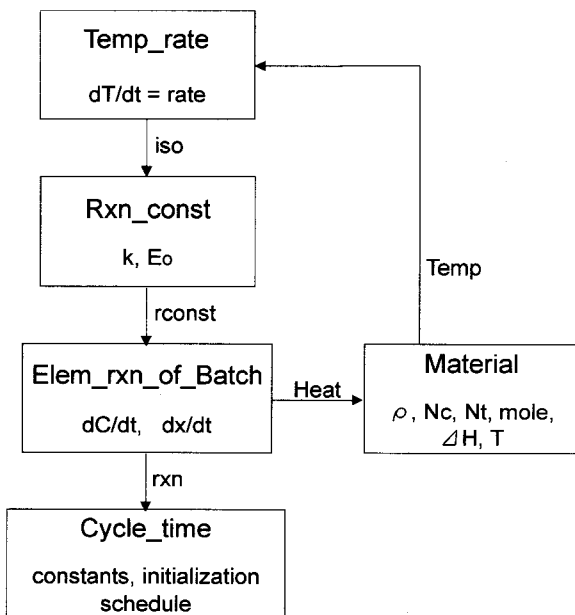 Temp_rate
dT/dt = rate
iso
Rxn_const
k, Eo
Temp
rconst
Elem_rxn_of_Batch
dC/dt, dx/dt
Heat
Material
ρ, Nc, Nt, mole,
⊿H, T
rxn
Cycle_time
constants, initialization
schedule